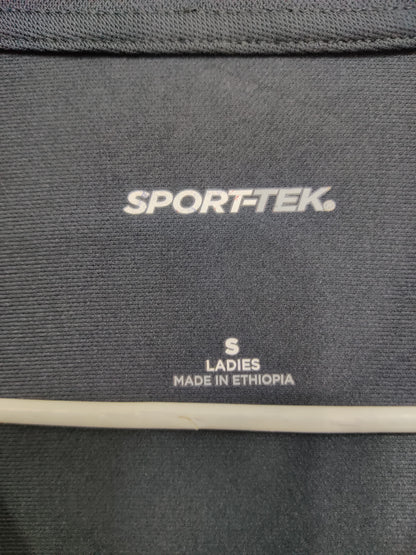 SPORT-TEK.
S
LADIES
MADE IN ETHIOPIA